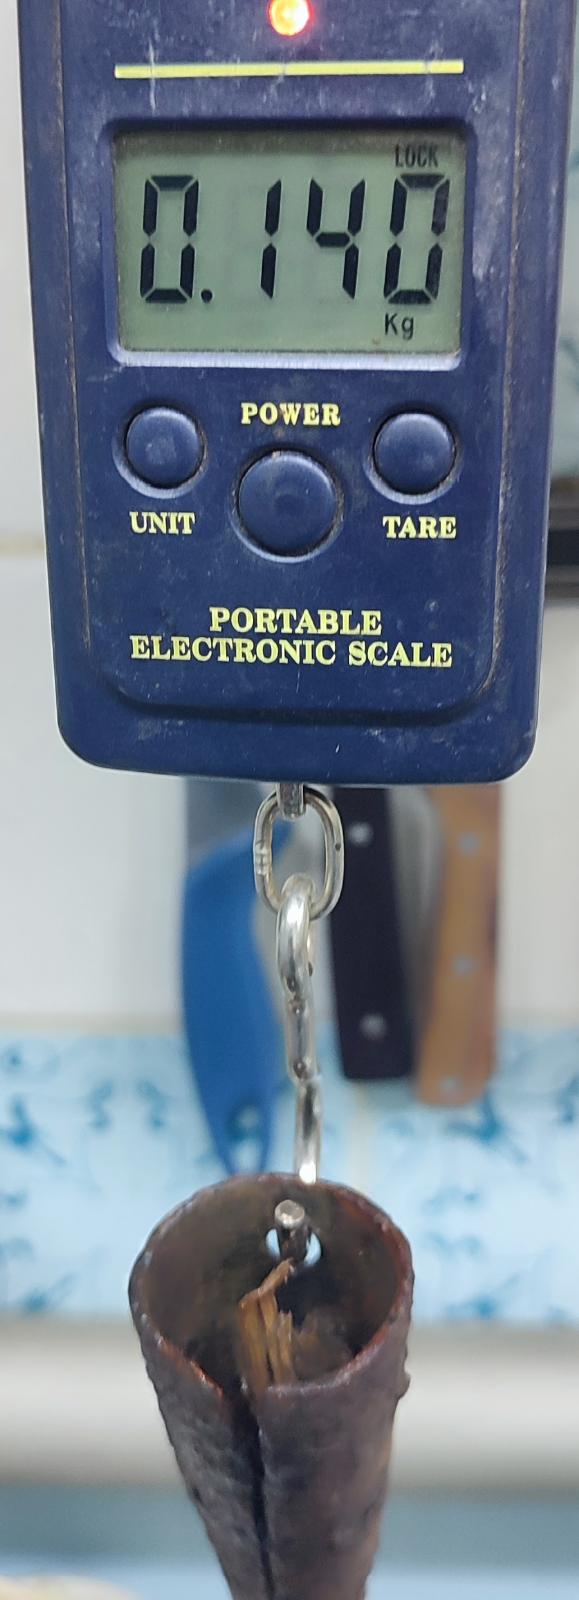 LOCK
0.140
Kg
POWER
UNIT
TARE
PORTABLE
ELECTRONIC SCALE